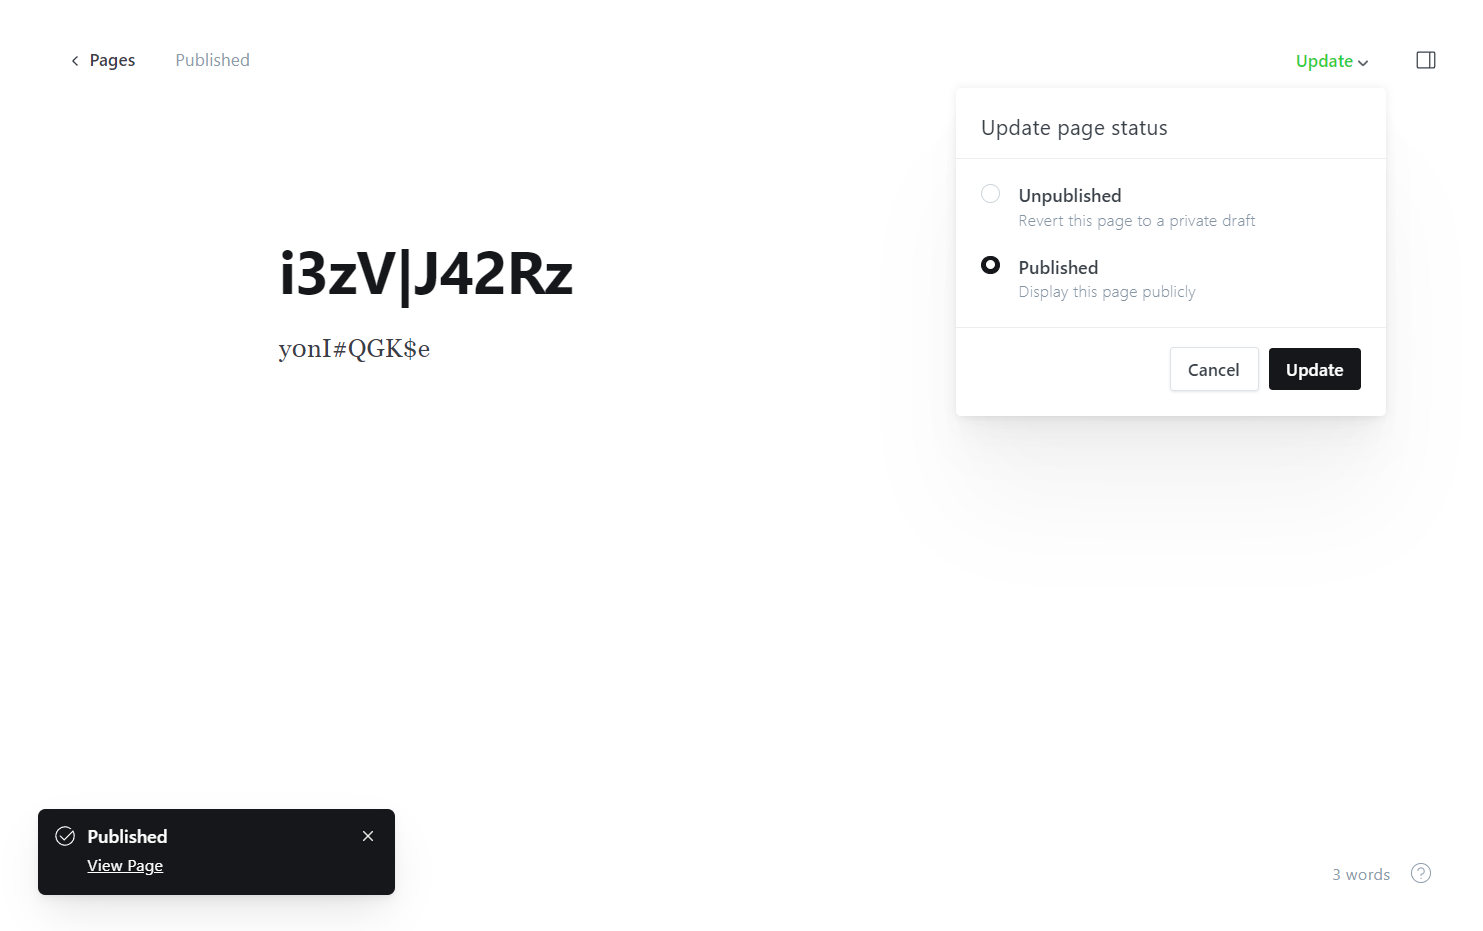 Pages
Published
Update
Update page status
Unpublished
Revert this page to a private draft
Published
Display this page publicly
Cancel
Update
i3zV|J42Rz
yonI#QGK$e
Published
View Page
3 words
?